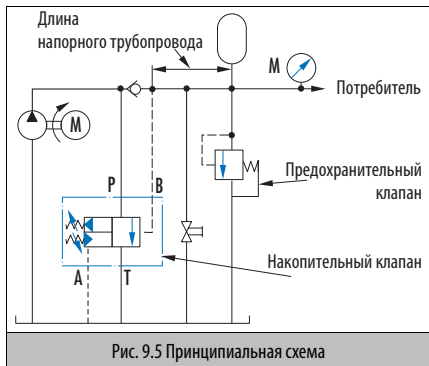 Длина
напорного трубопровода
M
Потребитель
M
Предохранительный
клапан
P
B
Накопительный клапан
A
T
Рис. 9.5 Принципиальная схема